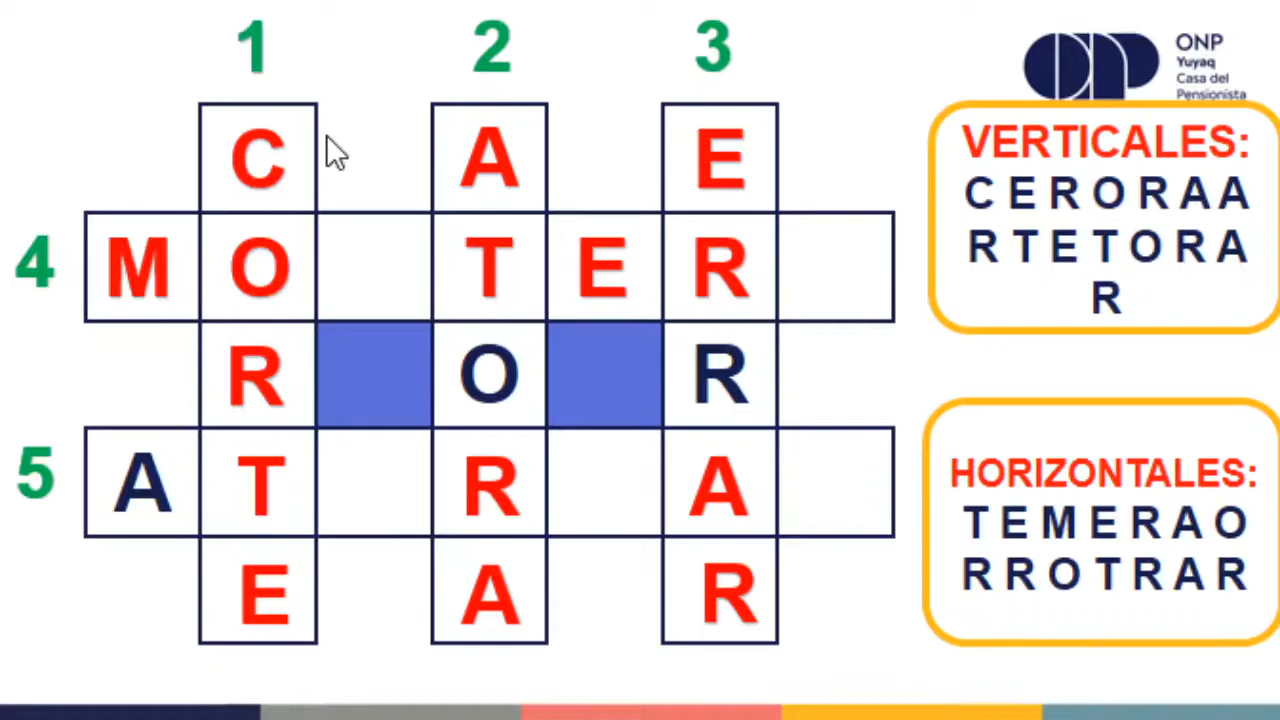 1 2 3
ONP
Yuyaq
Casa del
Pensionista
C A E
VERTICALES:
C E R O R A A
R T E T O R A
R
4 M O T E R
R O R
5 A T R A
E A R
HORIZONTALES:
T E M E R A O
R R O T R A R